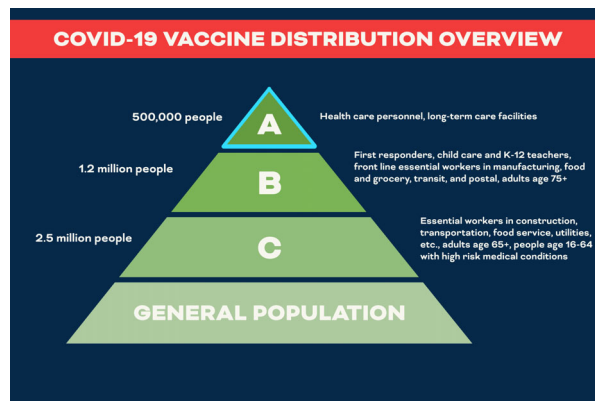 COVID-19 VACCINE DISTRIBUTION OVERVIEW
500,000 people
A
Health care personnel, long-term care facilities
1.2 million people
B
First responders, child care and K-12 teachers,
front line essential workers in manufacturing, food
and grocery, transit, and postal, adults age 75+
2.5 million people
C
Essential workers in construction,
transportation, food service, utilities,
etc., adults age 65+, people age 16-64
with high risk medical conditions
GENERAL POPULATION